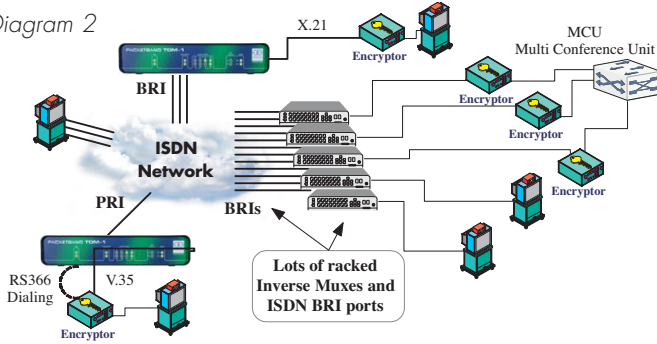 Diagram 2
PACKETBAND TDM-1
X.21
Encryptor
MCU
Multi Conference Unit
BRI
Encryptor
Encryptor
ISDN
Network
Encryptor
PRI
BRIs
PACKETBAND TDM-1
RS366
Dialing
V.35
Lots of racked
Inverse Muxes and
ISDN BRI ports
Encryptor